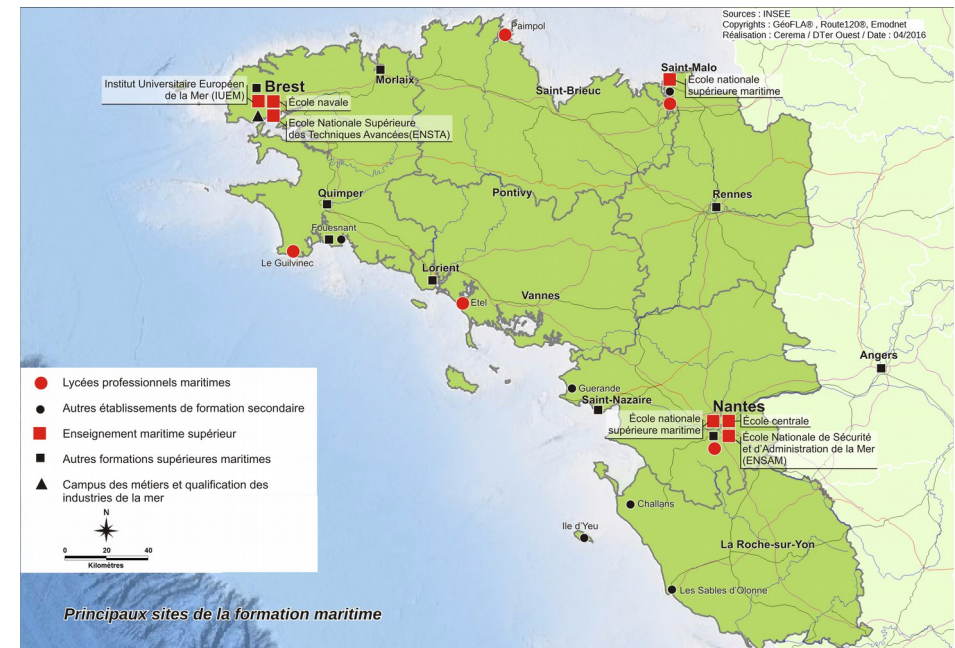 Sources : INSEE
Copyrights : GéoFLA® , Route120®, Emodnet
Réalisation : Cerema / DTer Ouest / Date : 04/2016
Paimpol
Saint-Malo
École nationale
supérieure maritime
Morlaix
Saint-Brieuc
Institut Universitaire Européen
de la Mer (IUEM)
Brest
École navale
Ecole Nationale Supérieure
des Techniques Avancées(ENSTA)
Quimper
Pontivy
Rennes
Fouesnant
Le Guilvinec
Lorient
Etel
Vannes
Angers
Guerande
Saint-Nazaire
Nantes
École nationale
supérieure maritime
École centrale
École Nationale de Sécurité
et d'Administration de la Mer
(ENSAM)
Challans
Ile d'Yeu
La Roche-sur-Yon
Les Sables d'Olonne
Lycées professionnels maritimes
Autres établissements de formation secondaire
Enseignement maritime supérieur
Autres formations supérieures maritimes
Campus des métiers et qualification des
industries de la mer
N
0 20 40
Kilomètres
Principaux sites de la formation maritime